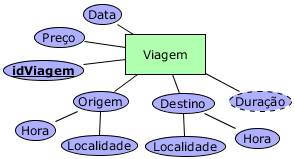 Data
Preço
Viagem
idViagem
Origem
Destino
Duração
Hora
Localidade
Localidade
Hora